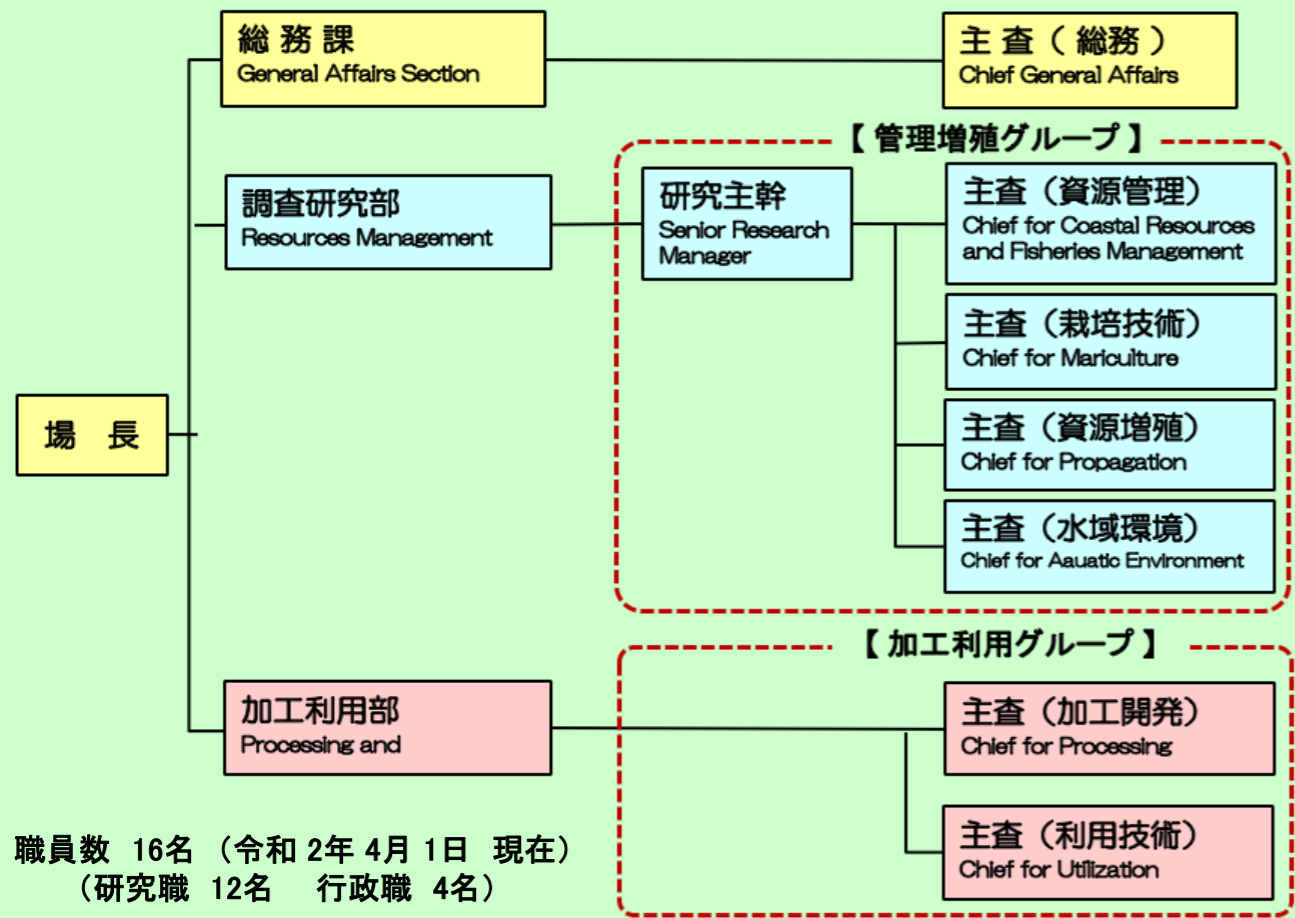 総 務 課
General Affairs Section
主 査（ 総務 ）
Chief General Affairs
【 管理増殖グループ 】
調査研究部
Resources Management
研究主幹
Senior Research
Manager
主査（資源管理）
Chief for Coastal Resources
and Fisheries Management
主査（栽培技術）
Chief for Mariculture
場　長
主査（資源増殖）
Chief for Propagation
主査（水域環境）
Chief for Aauatic Environment
【 加工利用グループ 】
加工利用部
Processing and
主査（加工開発）
Chief for Processing
主査（利用技術）
Chief for Utilization
職員数　16名 （令和 2年 4月 1日　現在）
（研究職　12名　 行政職　4名）